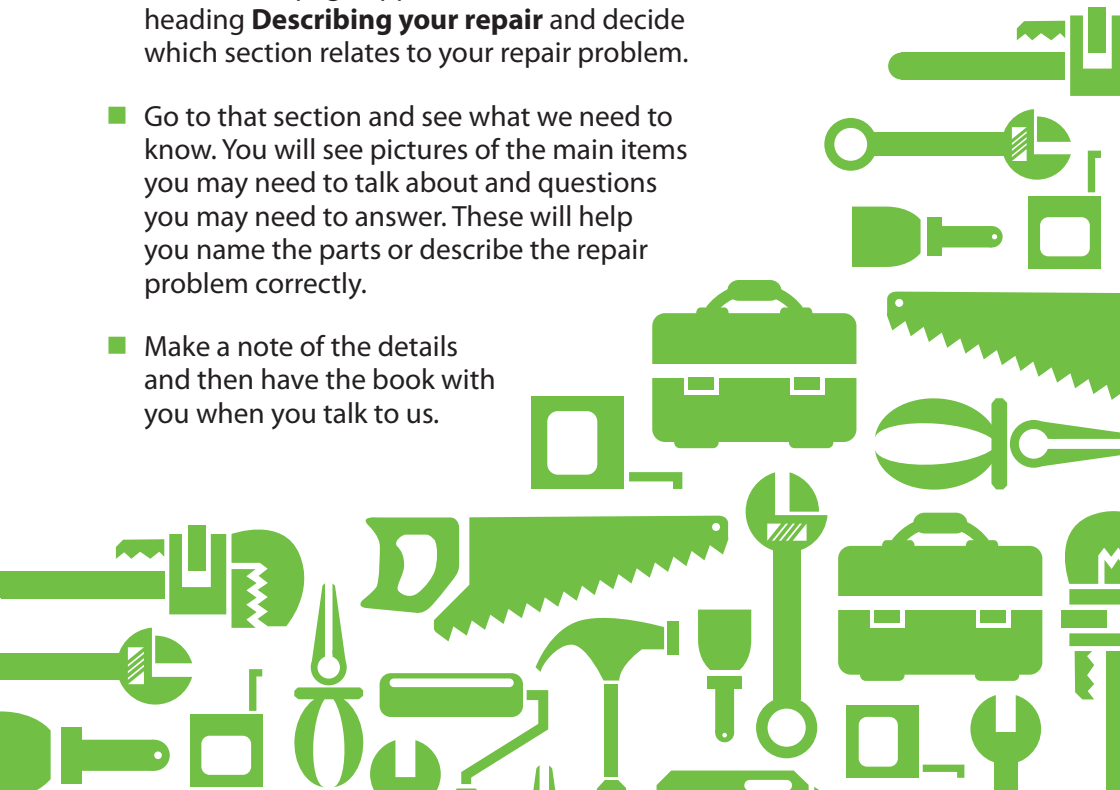 heading Describing your repair and decide
which section relates to your repair problem.
Go to that section and see what we need to
know. You will see pictures of the main items
you may need to talk about and questions
you may need to answer. These will help
you name the parts or describe the repair
problem correctly.
Make a note of the details
and then have the book with
you when you talk to us.